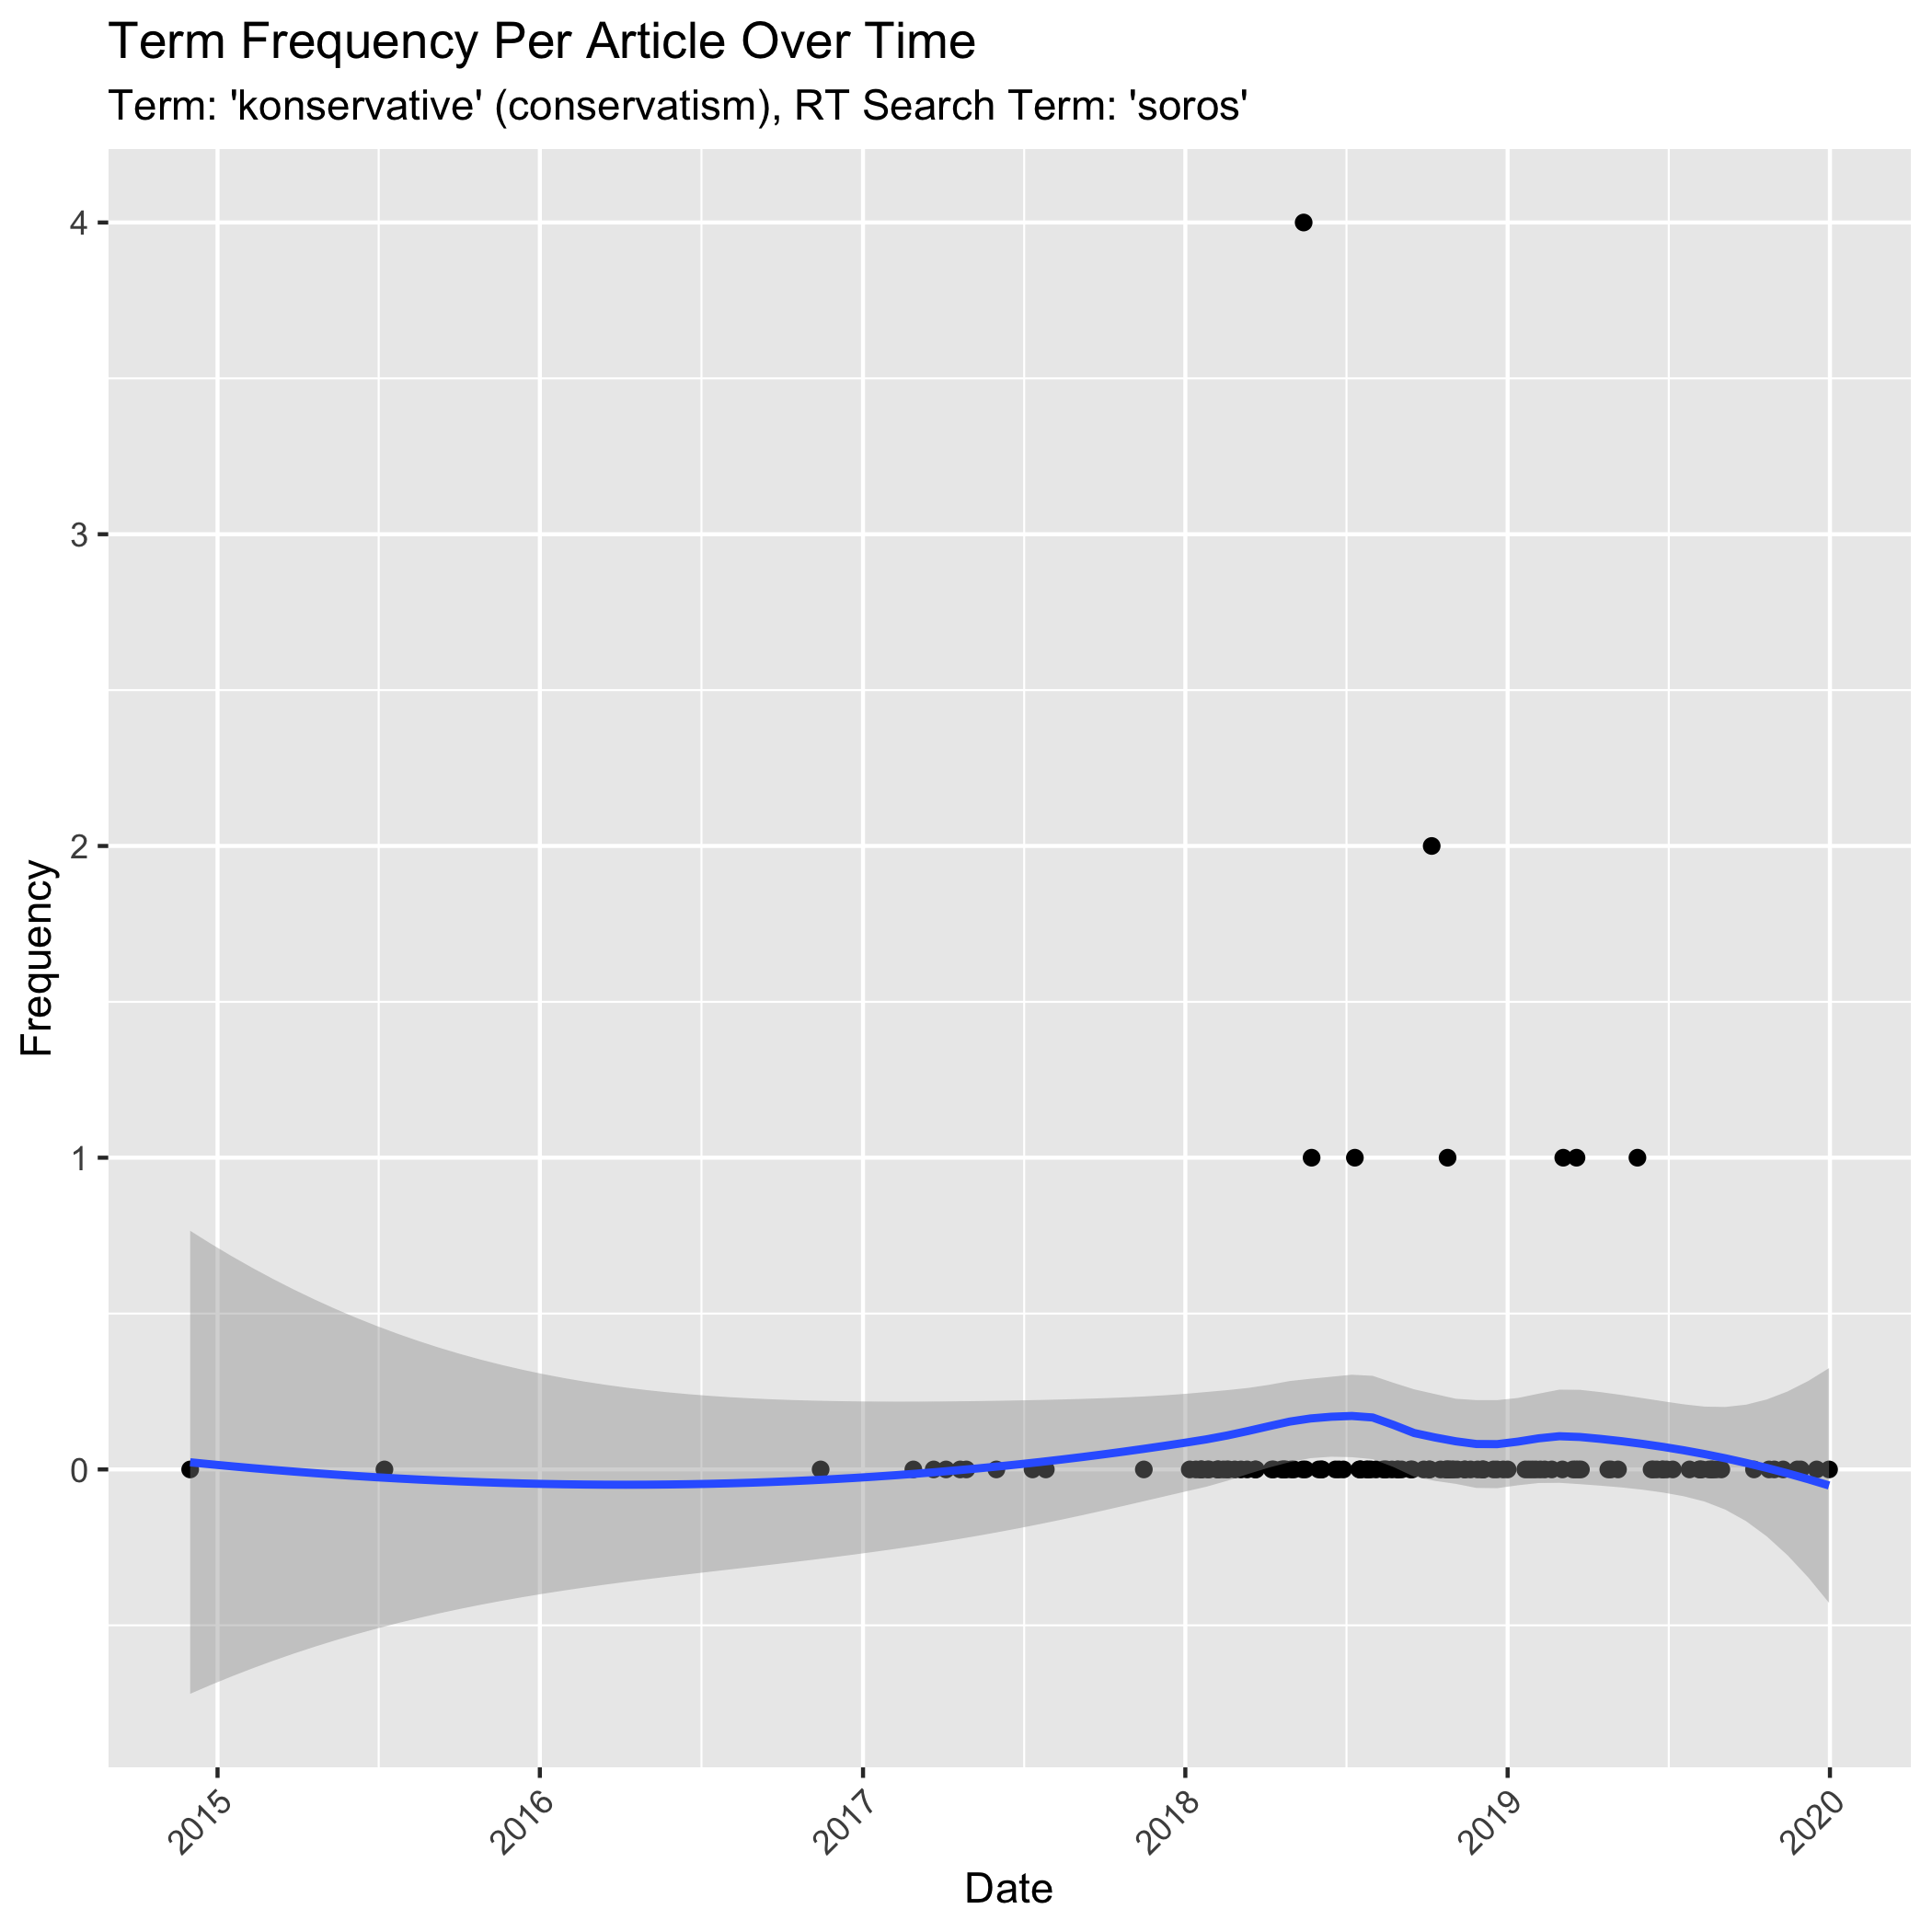 Term Frequency Per Article Over Time
Term: 'konservative' (conservatism), RT Search Term: 'soros'
Frequency
4
3
2
1
0
2015
2016
2017
2018
2019
2020
Date